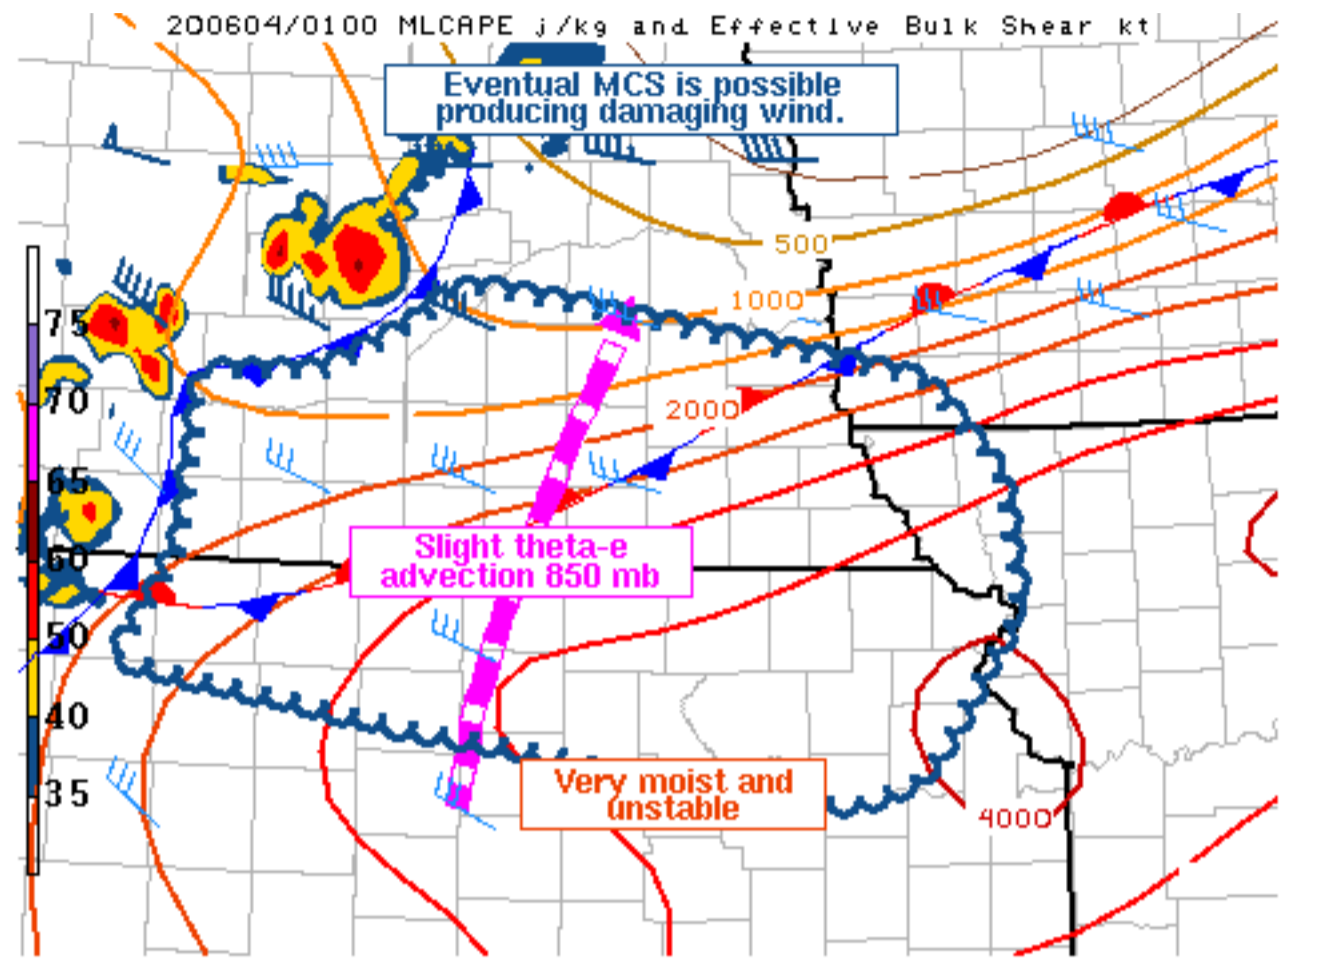 200604/0100 MLCAPE j/kg and Effective Bulk Shear kt
Eventual MCS is possible
producing damaging wind.
500
1000
2000
75
70
65
60
50
40
35
Slight theta-e
advection 850 mb
Very moist and
unstable
4000